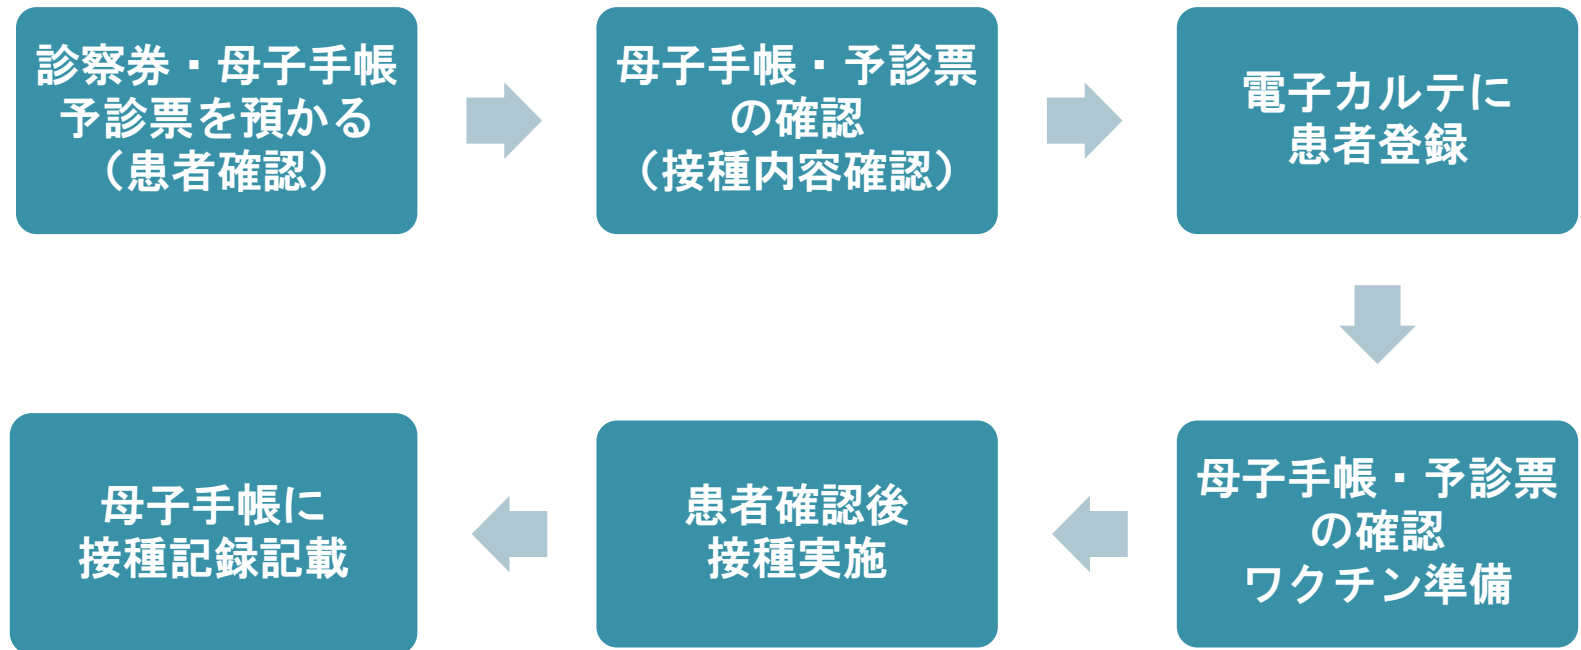 診察券・母子手帳
予診票を預かる
（患者確認）
母子手帳・予診票
の確認
（接種内容確認）
電子カルテに
患者登録
母子手帳・予診票
の確認
ワクチン準備
患者確認後
接種実施
母子手帳に
接種記録記載